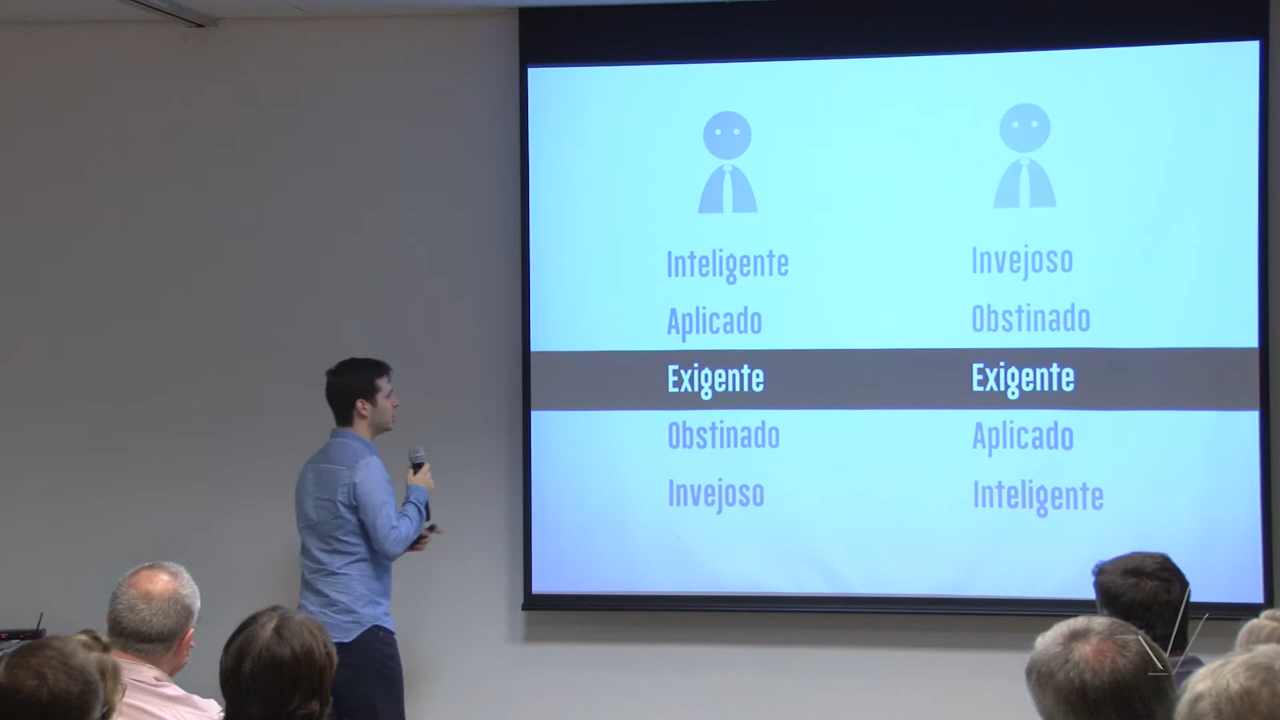 Inteligente
Aplicado
Exigente
Obstinado
Invejoso
Invejoso
Obstinado
Exigente
Aplicado
Inteligente